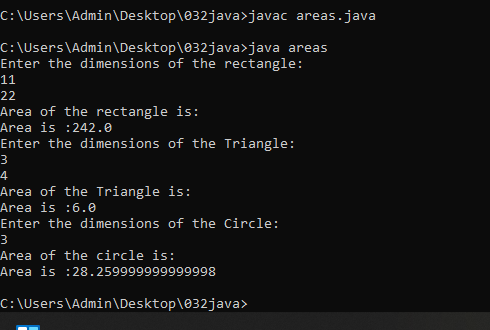 C:\Users\Admin\Desktop\032java>javac areas.java
C:\Users\Admin\Desktop\032java>java areas
Enter the dimensions of the rectangle:
11
22
Area of the rectangle is:
Area is :242.0
Enter the dimensions of the Triangle:
3
4
Area of the Triangle is:
Area is :6.0
Enter the dimensions of the Circle:
3
Area of the circle is:
Area is :28.259999999999998
C:\Users\Admin\Desktop\032java>